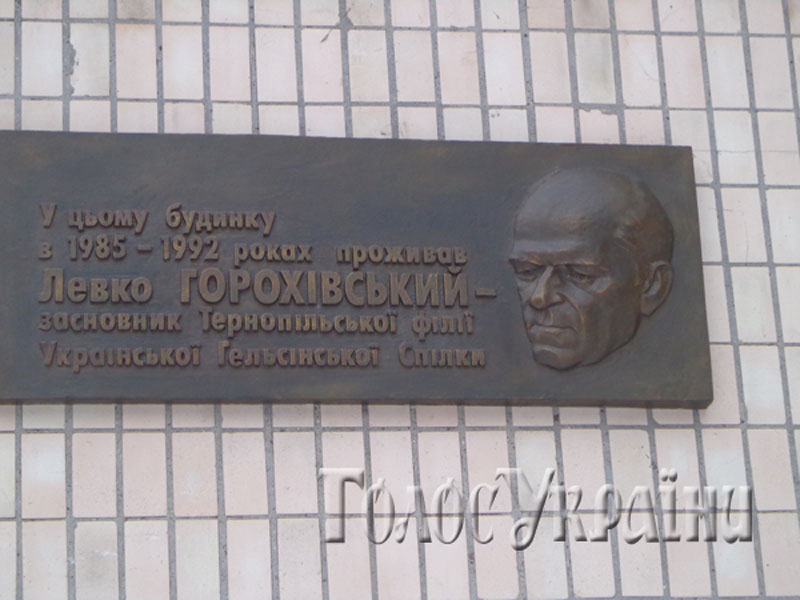 У цьому будинку
в 1985 – 1992 роках проживав
Левко ГОРОХІВСЬКИЙ –
засновник Тернопільської філії
Української Гельсінської Спілки
Голос України